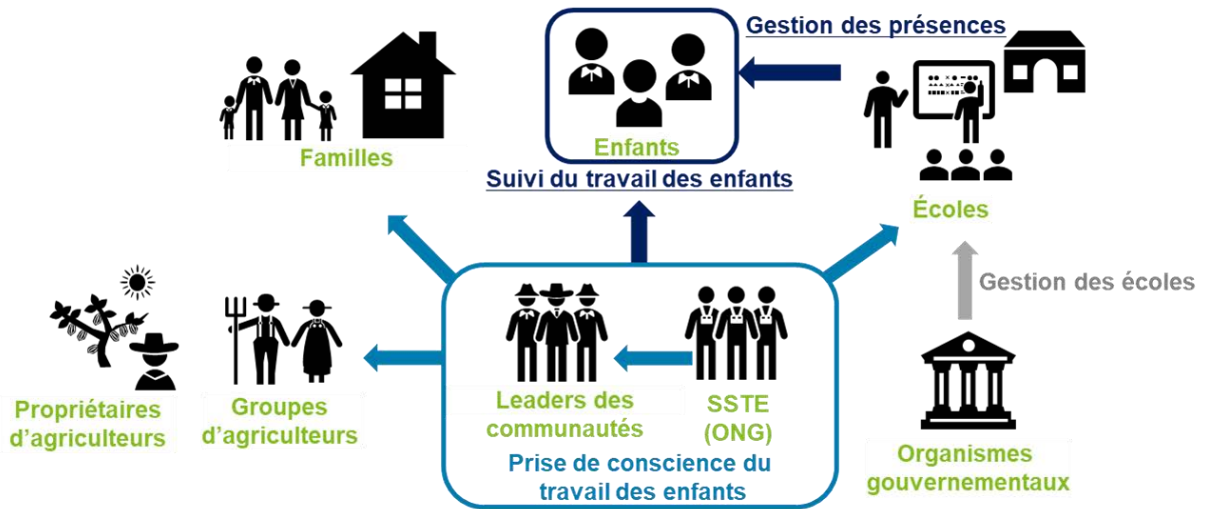 Gestion des présences
Familles
Enfants
Suivi du travail des enfants
Écoles
Gestion des écoles
Propriétaires
d'agriculteurs
Groupes
d'agriculteurs
Leaders des
communautés
SSTE
(ONG)
Prise de conscience du
travail des enfants
Organismes
gouvernementaux